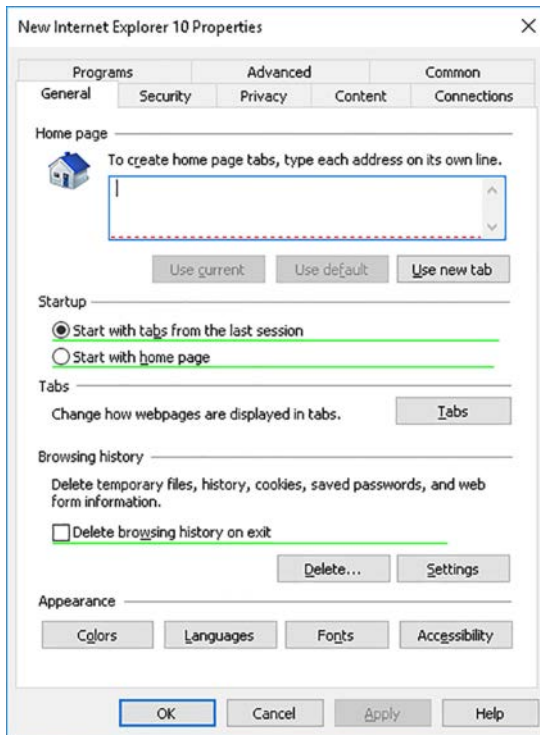 New Internet Explorer 10 Properties
Programs Advanced Common
General Security Privacy Content Connections
Home page
To create home page tabs, type each address on its own line.
Use current Use default Use new tab
Startup
Start with tabs from the last session
Start with home page
Tabs
Change how webpages are displayed in tabs. Tabs
Browsing history
Delete temporary files, history, cookies, saved passwords, and web
form information.
Delete browsing history on exit
Delete... Settings
Appearance
Colors Languages Fonts Accessibility
OK Cancel Apply Help